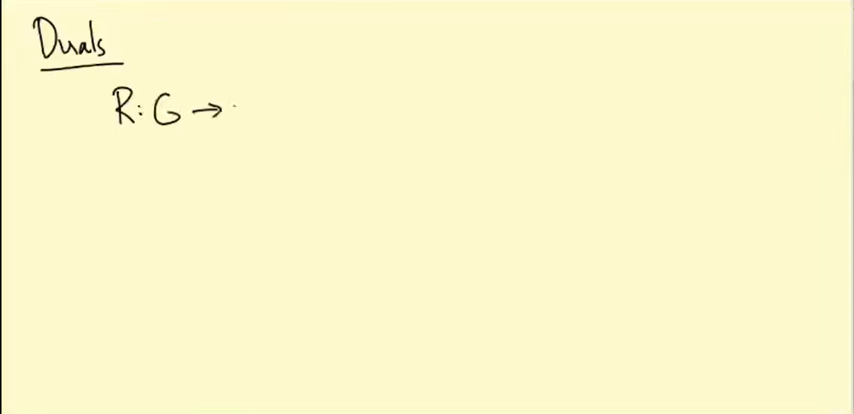 Duals
R: G →